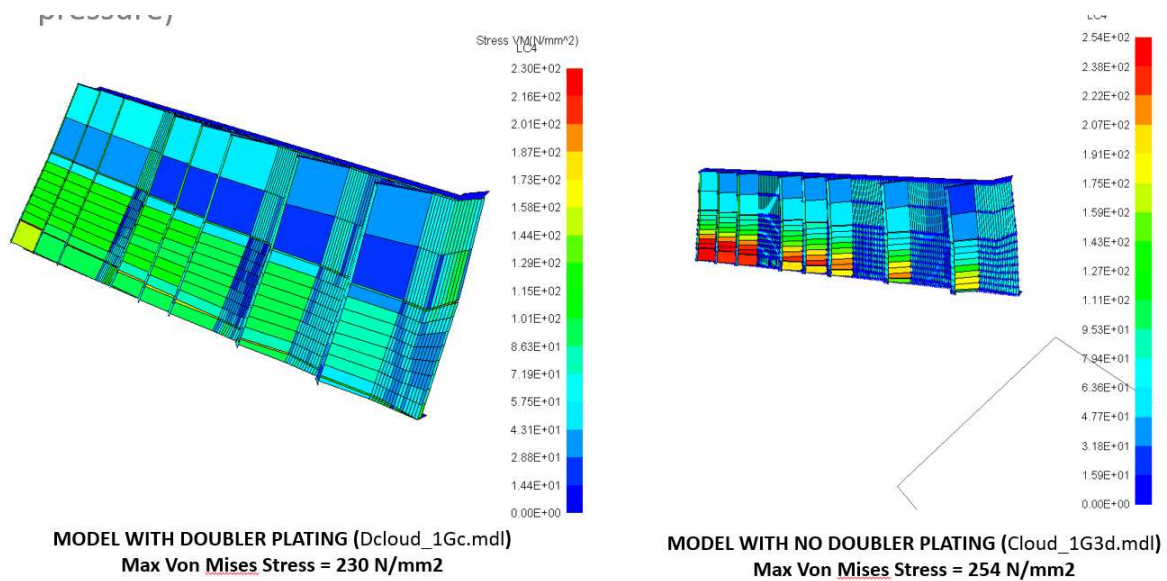 pressure)
Stress VM(N/mm^2)
LC4
2.30E+02
2.16E+02
2.01E+02
1.87E+02
1.73E+02
1.58E+02
1.44E+02
1.29E+02
1.15E+02
1.01E+02
8.63E+01
7.19E+01
5.75E+01
4.31E+01
2.88E+01
1.44E+01
0.00E+00
MODEL WITH DOUBLER PLATING (Dcloud_1Gc.mdl)
Max Von Mises Stress = 230 N/mm2
LC4
2.54E+02
2.38E+02
2.22E+02
2.07E+02
1.91E+02
1.75E+02
1.59E+02
1.43E+02
1.27E+02
1.11E+02
9.53E+01
7.94E+01
6.36E+01
4.77E+01
3.18E+01
1.59E+01
0.00E+00
MODEL WITH NO DOUBLER PLATING (Cloud_1G3d.mdl)
Max Von Mises Stress = 254 N/mm2